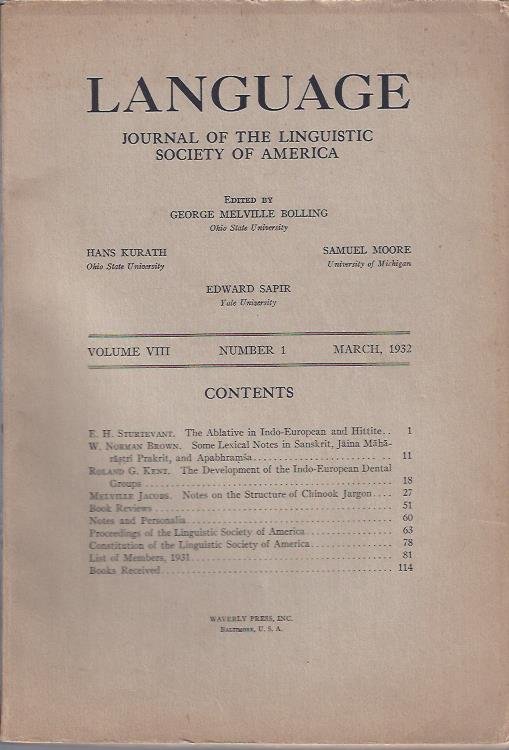 LANGUAGE
JOURNAL OF THE LINGUISTIC
SOCIETY OF AMERICA
EDITED BY
GEORGE MELVILLE BOLLING
Ohio State University
HANS KURATH
Ohio State University
SAMUEL MOORE
University of Michigan
EDWARD SAPIR
Yale University
VOLUME VIII NUMBER 1 MARCH, 1932
CONTENTS
E. H. STURTEVANT. The Ablative in Indo-European and Hittite.. 1
W. NORMAN BROWN. Some Lexical Notes in Sanskrit, Jāina Māhā-
rāṣṭrī Prakrit, and Apabhraṁśa 11
ROLAND G. KENT. The Development of the Indo-European Dental
Groups 18
MELVILLE JACOBS. Notes on the Structure of Chinook Jargon.... 27
Book Reviews 51
Notes and Personalia 60
Proceedings of the Linguistic Society of America 63
Constitution of the Linguistic Society of America 78
List of Members, 1931 81
Books Received 114
WAVERLY PRESS, INC.
BALTIMORE, U. S. A.